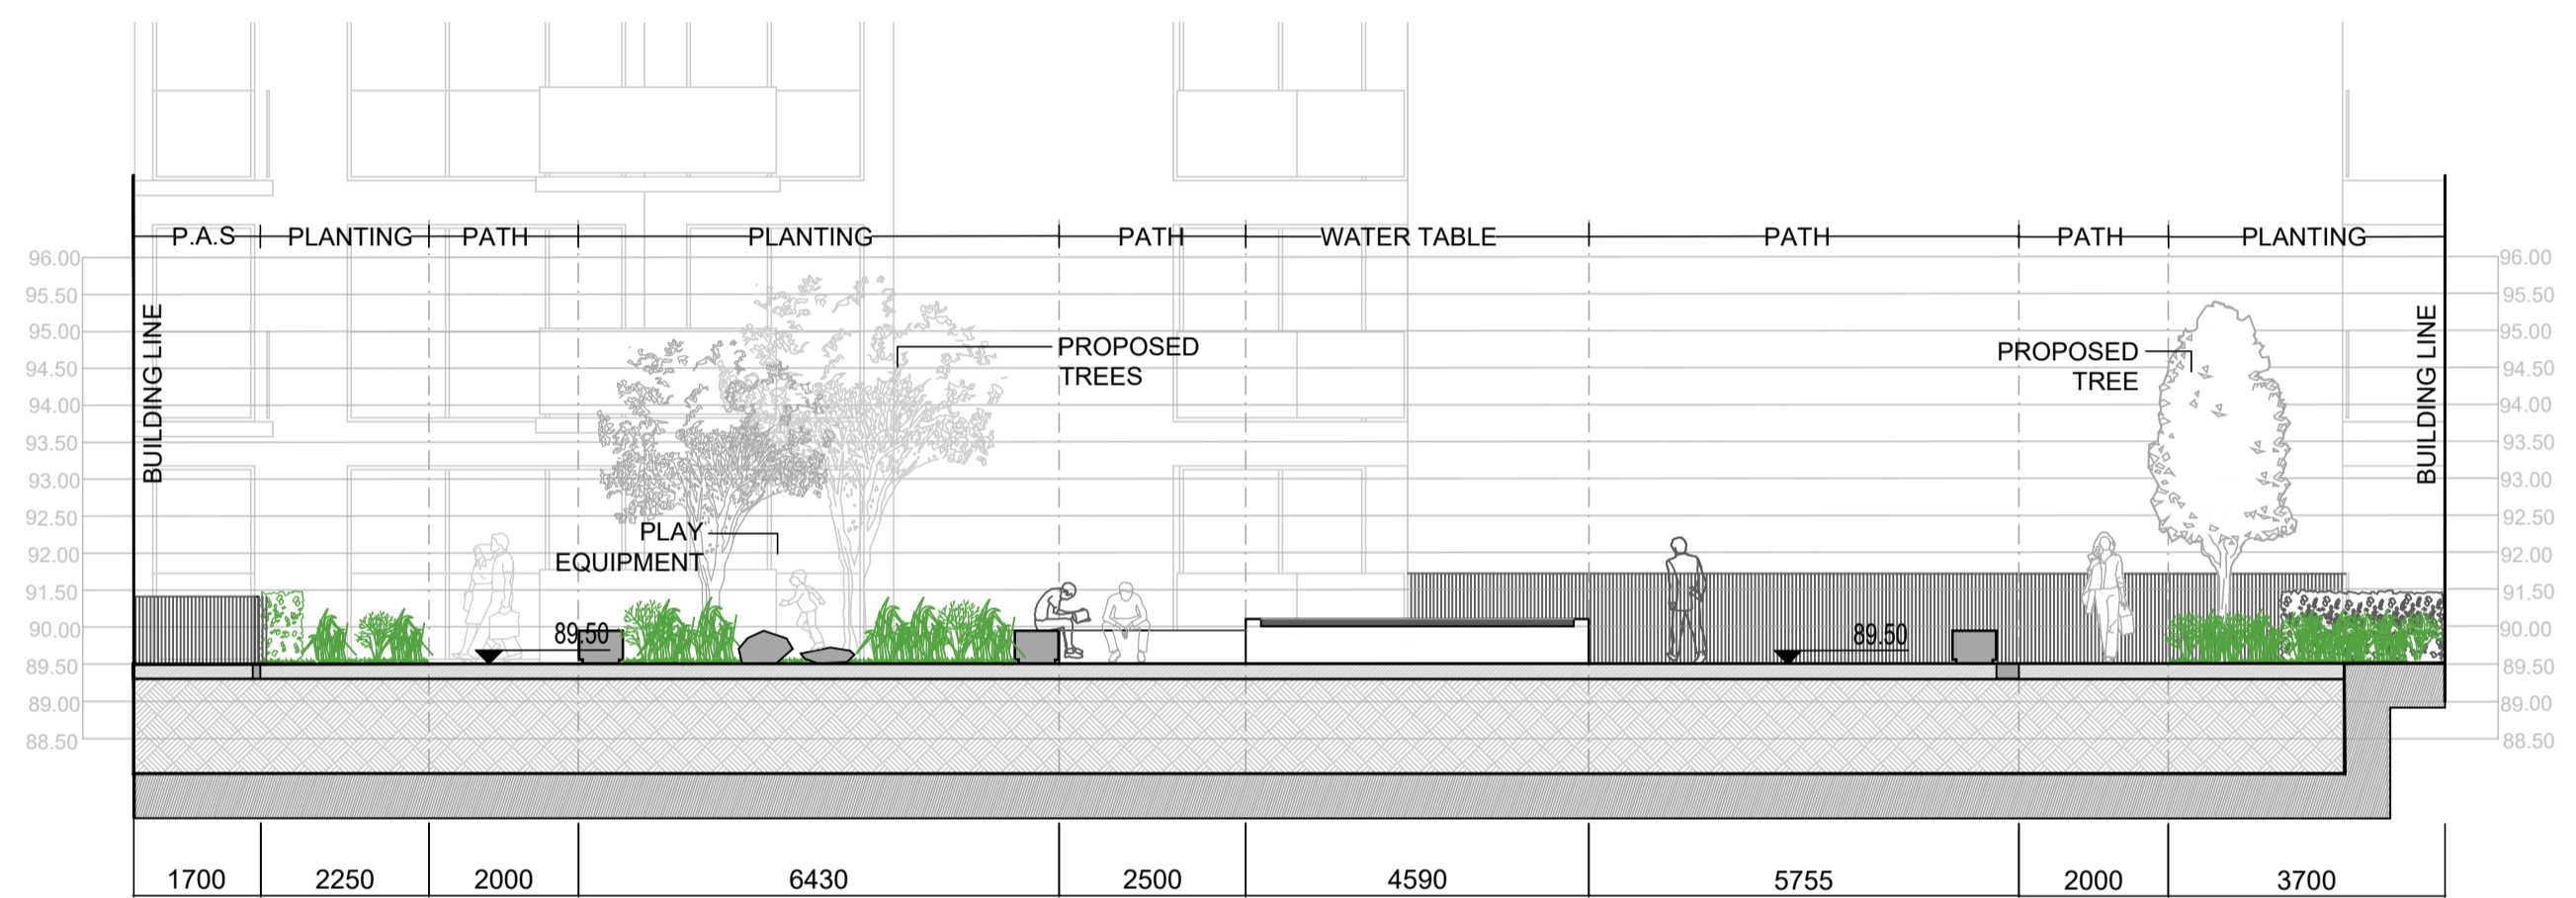 P.A.S PLANTING PATH PLANTING PATH WATER TABLE PATH PATH PLANTING
96.00 96.00
95.50 95.50
95.00 95.00
94.50 94.50
94.00 94.00
93.50 93.50
93.00 93.00
92.50 92.50
92.00 92.00
91.50 91.50
90.00 90.00
89.50 89.50
89.00 89.00
88.50 88.50
BUILDING LINE
BUILDING LINE
PROPOSED
TREES
PROPOSED
TREE
PLAY
EQUIPMENT
89.50
89.50
1700 2250 2000 6430 2500 4590 5755 2000 3700